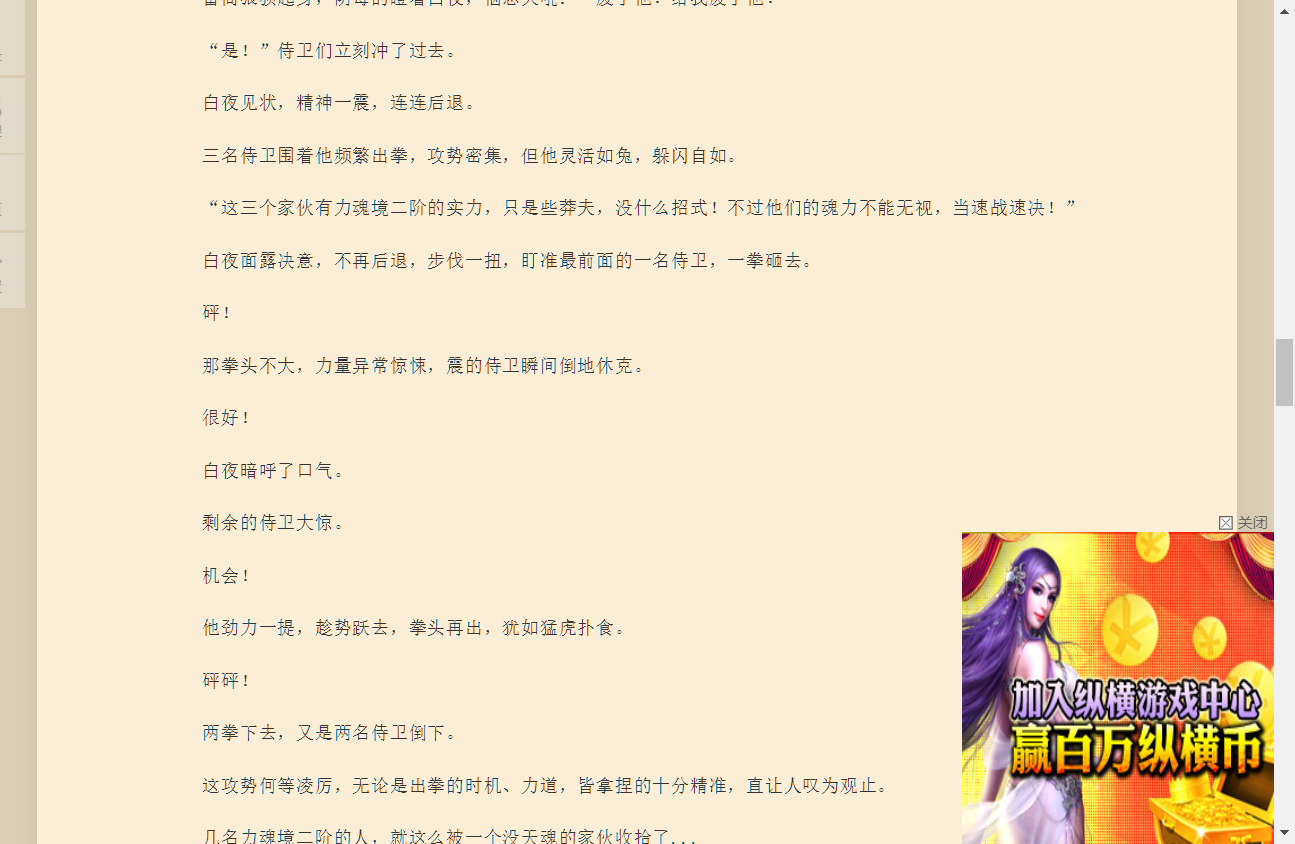 “是！”侍卫们立刻冲了过去。
白夜见状，精神一震，连连后退。
三名侍卫围着他频繁出拳，攻势密集，但他灵活如兔，躲闪自如。
“这三个家伙有力魂境二阶的实力，只是些莽夫，没什么招式！不过他们的魂力不能无视，当速战速决！”
白夜面露决意，不再后退，步伐一扭，盯准最前面的一名侍卫，一拳砸去。
砰！
那拳头不大，力量异常惊悚，震的侍卫瞬间倒地休克。
很好！
白夜暗呼了口气。
剩余的侍卫大惊。
机会！
他劲力一提，趁势跃去，拳头再出，犹如猛虎扑食。
砰砰！
两拳下去，又是两名侍卫倒下。
这攻势何等凌厉，无论是出拳的时机、力道，皆拿捏的十分精准，直让人叹为观止。
几名力魂境二阶的人，就这么被一个没天魂的家伙收拾了...
关闭
加入纵横游戏中心
赢百万纵横币